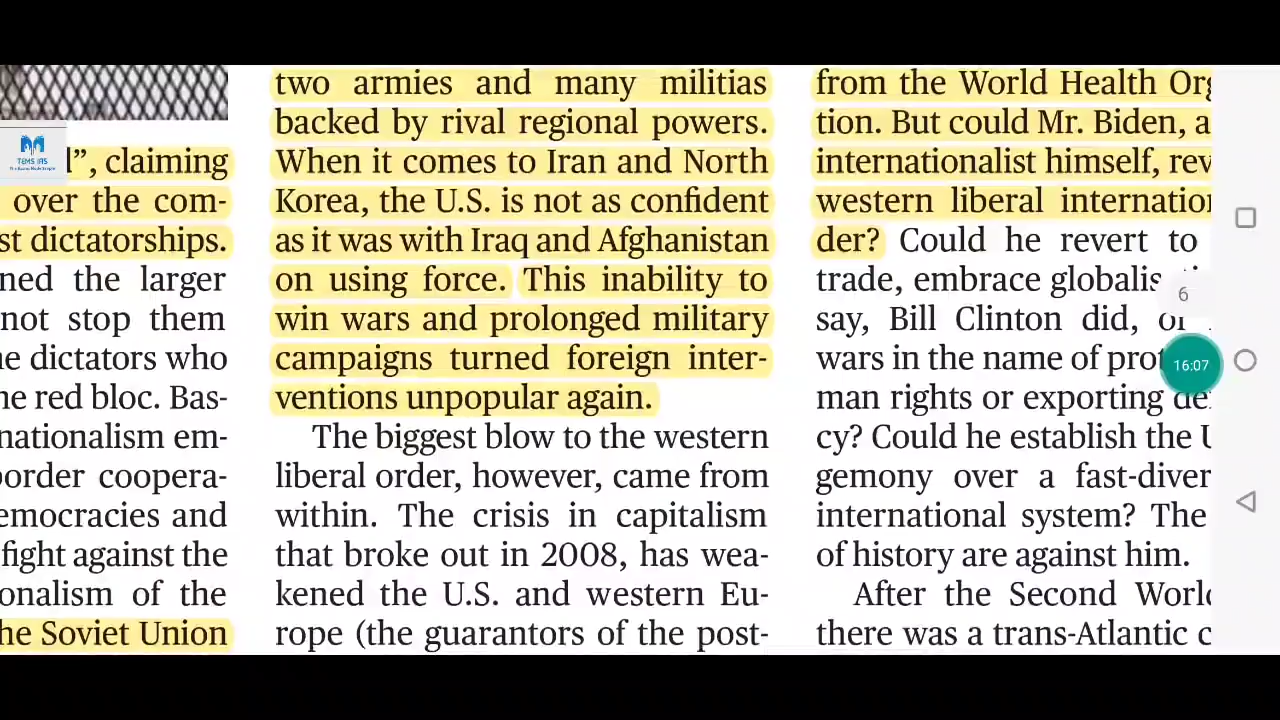 TEMS IAS
d”, claiming
over the com-
st dictatorships.
ned the larger
not stop them
e dictators who
he red bloc. Bas-
nationalism em-
order coopera-
emocracies and
fight against the
onalism of the
he Soviet Union
two armies and many militias
backed by rival regional powers.
When it comes to Iran and North
Korea, the U.S. is not as confident
as it was with Iraq and Afghanistan
on using force. This inability to
win wars and prolonged military
campaigns turned foreign inter-
ventions unpopular again.
The biggest blow to the western
liberal order, however, came from
within. The crisis in capitalism
that broke out in 2008, has wea-
kened the U.S. and western Eu-
rope (the guarantors of the post-
from the World Health Org
tion. But could Mr. Biden, a
internationalist himself, rev
western liberal internation
der? Could he revert to
trade, embrace globalis
say, Bill Clinton did, or
wars in the name of pro
man rights or exporting de
cy? Could he establish the U
gemony over a fast-diver
international system? The
of history are against him.
After the Second World
there was a trans-Atlantic c
6
16:07